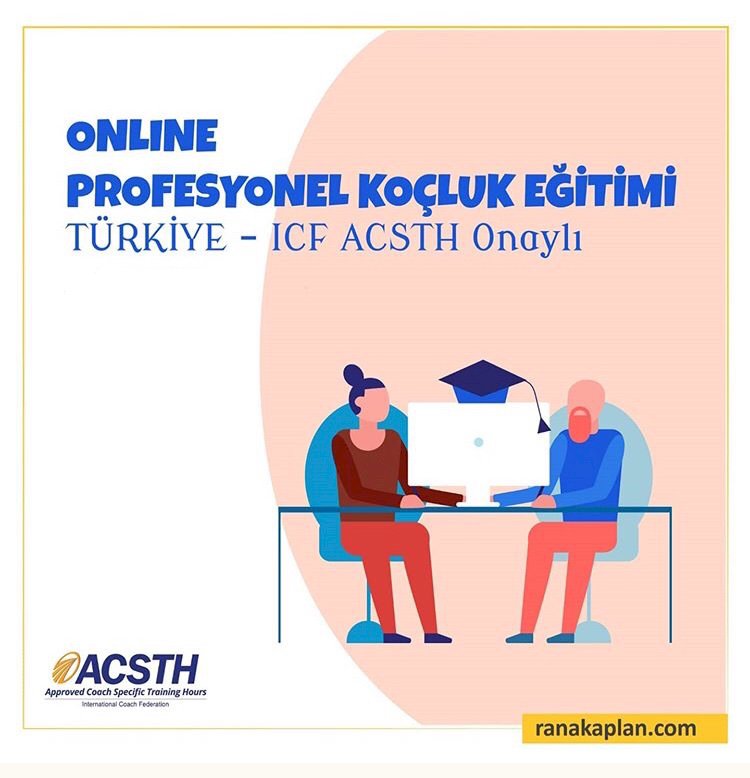 ONLINE
PROFESYONEL KOÇLUK EĞİTİMİ
TÜRKİYE - ICF ACSTH Onaylı
ACSTH
Approved Coach Specific Training Hours
International Coach Federation
ranakaplan.com